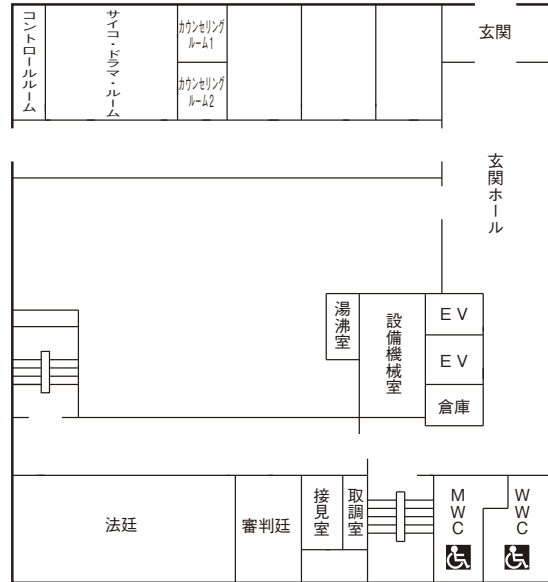 コントロールルーム
サイコ・ドラマ・ルーム
カウンセリング
ルーム1
カウンセリング
ルーム2
玄関
玄関ホール
湯沸室
設備機械室
EV
EV
倉庫
法廷
審判廷
接見室
取調室
MWC
WWC